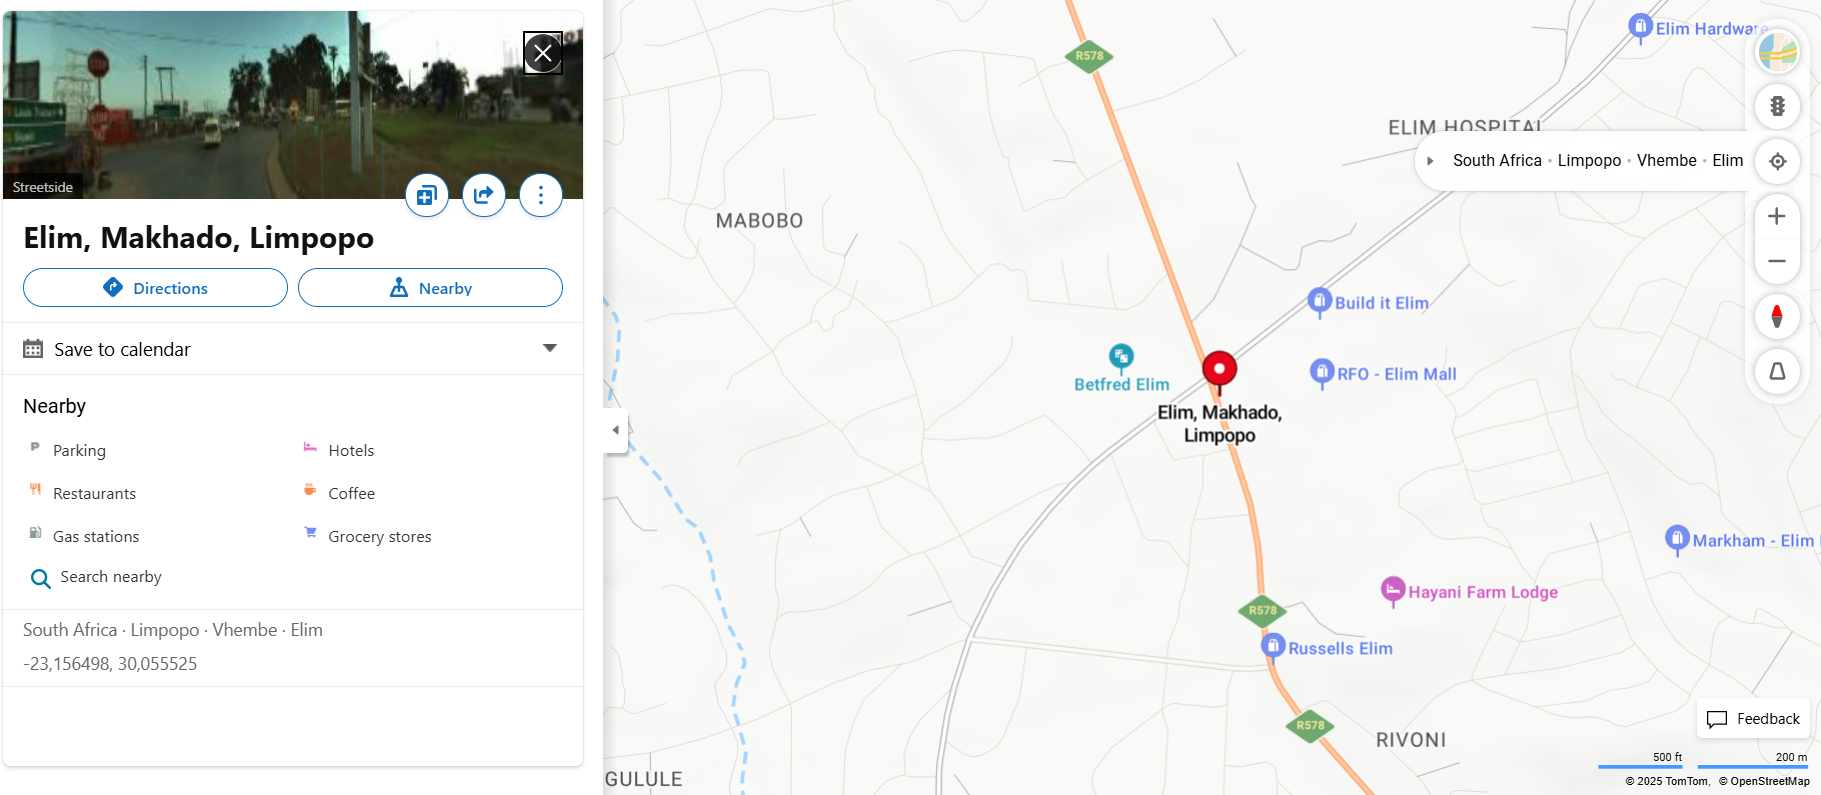 Streetside
Elim, Makhado, Limpopo
Directions
Nearby
Save to calendar
Nearby
Parking
Hotels
Restaurants
Coffee
Gas stations
Grocery stores
Search nearby
South Africa · Limpopo · Vhembe · Elim
-23,156498, 30,055525
R578
Elim Hardware
ELIM HOSPITAL
South Africa • Limpopo • Vhembe • Elim
MABOBO
Build it Elim
Betfred Elim
RFO - Elim Mall
Elim, Makhado,
Limpopo
Markham - Elim
Hayani Farm Lodge
R578
Russells Elim
R578
RIVONI
GULULE
Feedback
500 ft
200 m
© 2025 TomTom, © OpenStreetMap